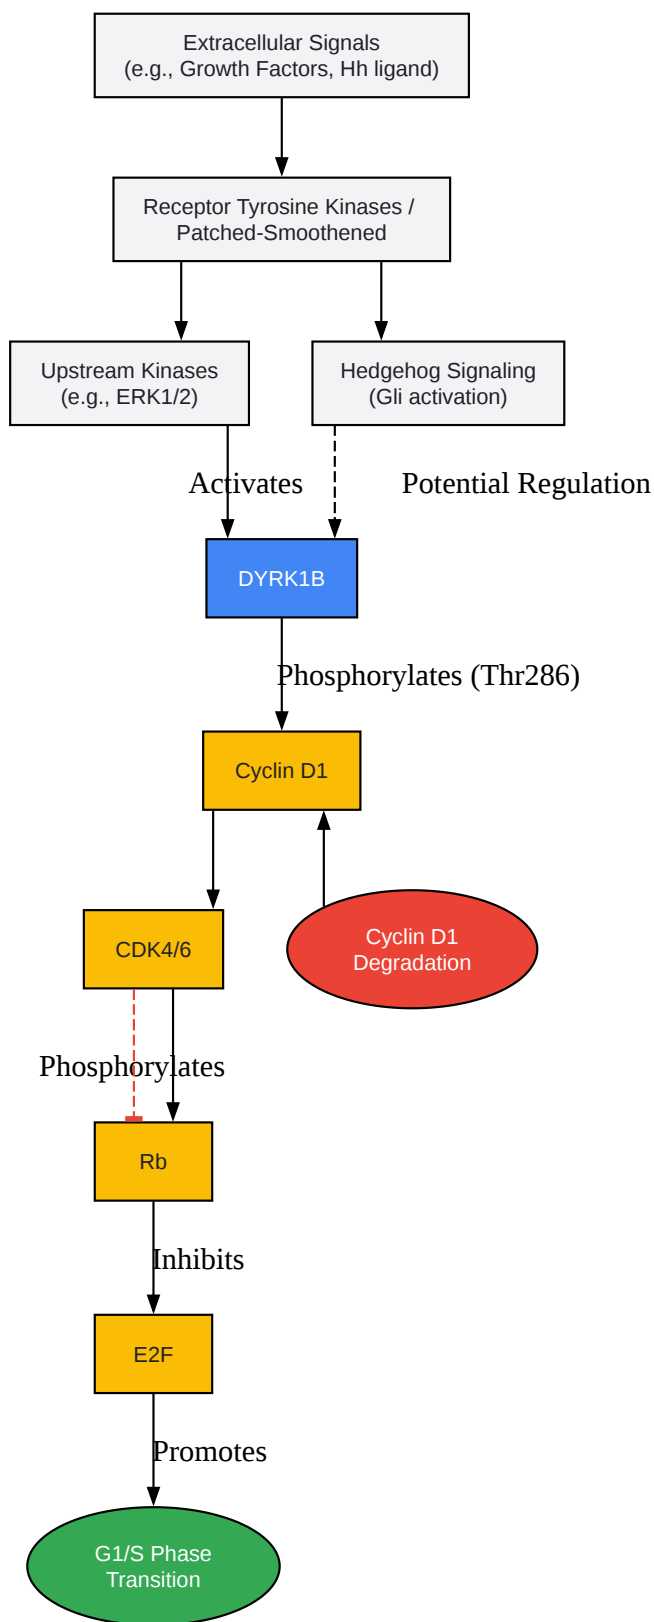 Extracellular Signals
(e.g., Growth Factors, Hh ligand)
Receptor Tyrosine Kinases /
Patched-Smoothened
Upstream Kinases
(e.g., ERK1/2)
Hedgehog Signaling
(Gli activation)
Activates
Potential Regulation
DYRK1B
Phosphorylates (Thr286)
Cyclin D1
CDK4/6
Cyclin D1
Degradation
Phosphorylates
Rb
Inhibits
E2F
Promotes
G1/S Phase
Transition